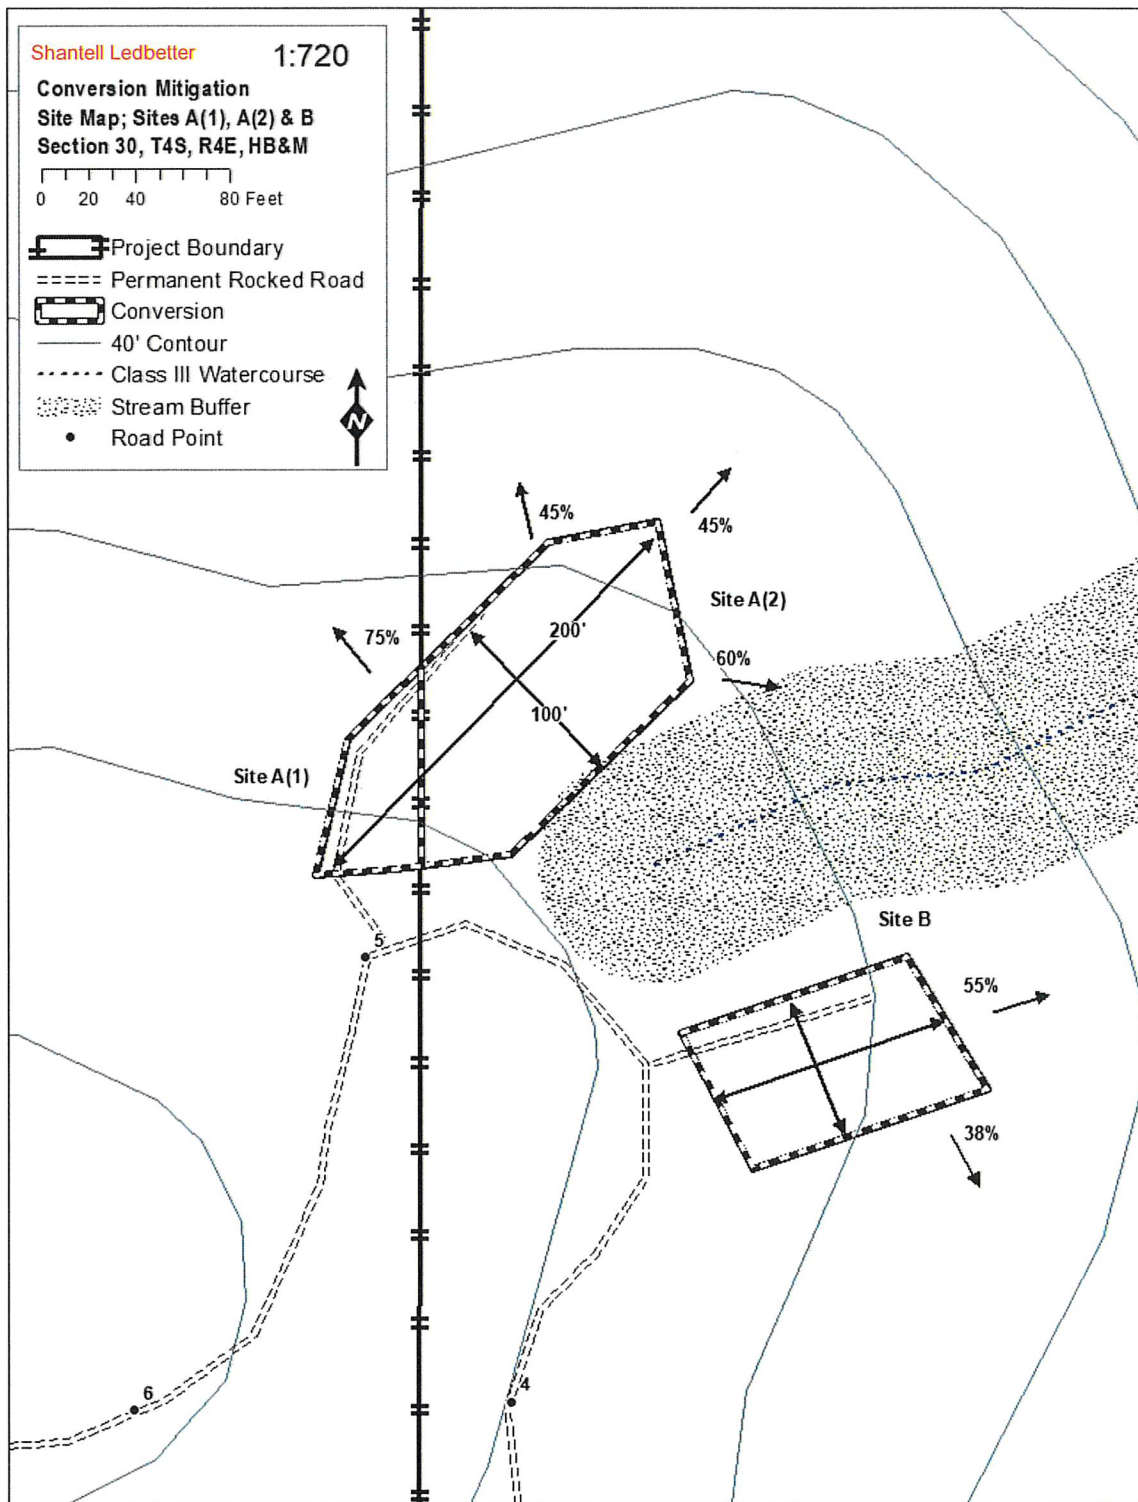 Shantell Ledbetter 1:720
Conversion Mitigation
Site Map; Sites A(1), A(2) & B
Section 30, T4S, R4E, HB&M
0 20 40 80 Feet
Project Boundary
Permanent Rocked Road
Conversion
40' Contour
Class III Watercourse
Stream Buffer
Road Point
N
45%
45%
Site A(2)
75%
200'
60%
100'
Site A(1)
Site B
5
55%
38%
4
6